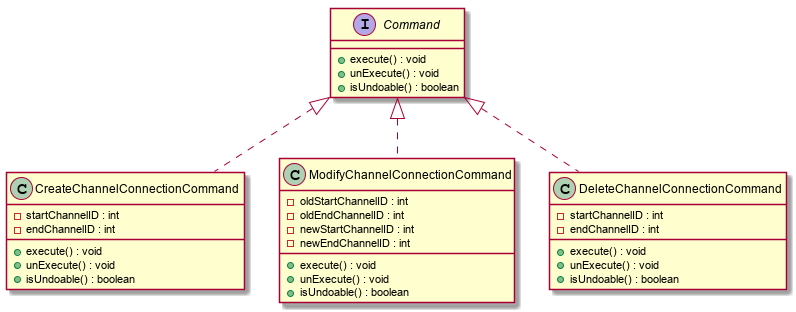 I Command
execute() : void
unExecute() : void
isUndoable() : boolean
C CreateChannelConnectionCommand
startChannelID : int
endChannelID : int
execute() : void
unExecute() : void
isUndoable() : boolean
C ModifyChannelConnectionCommand
oldStartChannelID : int
oldEndChannelID : int
newStartChannelID : int
newEndChannelID : int
execute() : void
unExecute() : void
isUndoable() : boolean
C DeleteChannelConnectionCommand
startChannelID : int
endChannelID : int
execute() : void
unExecute() : void
isUndoable() : boolean